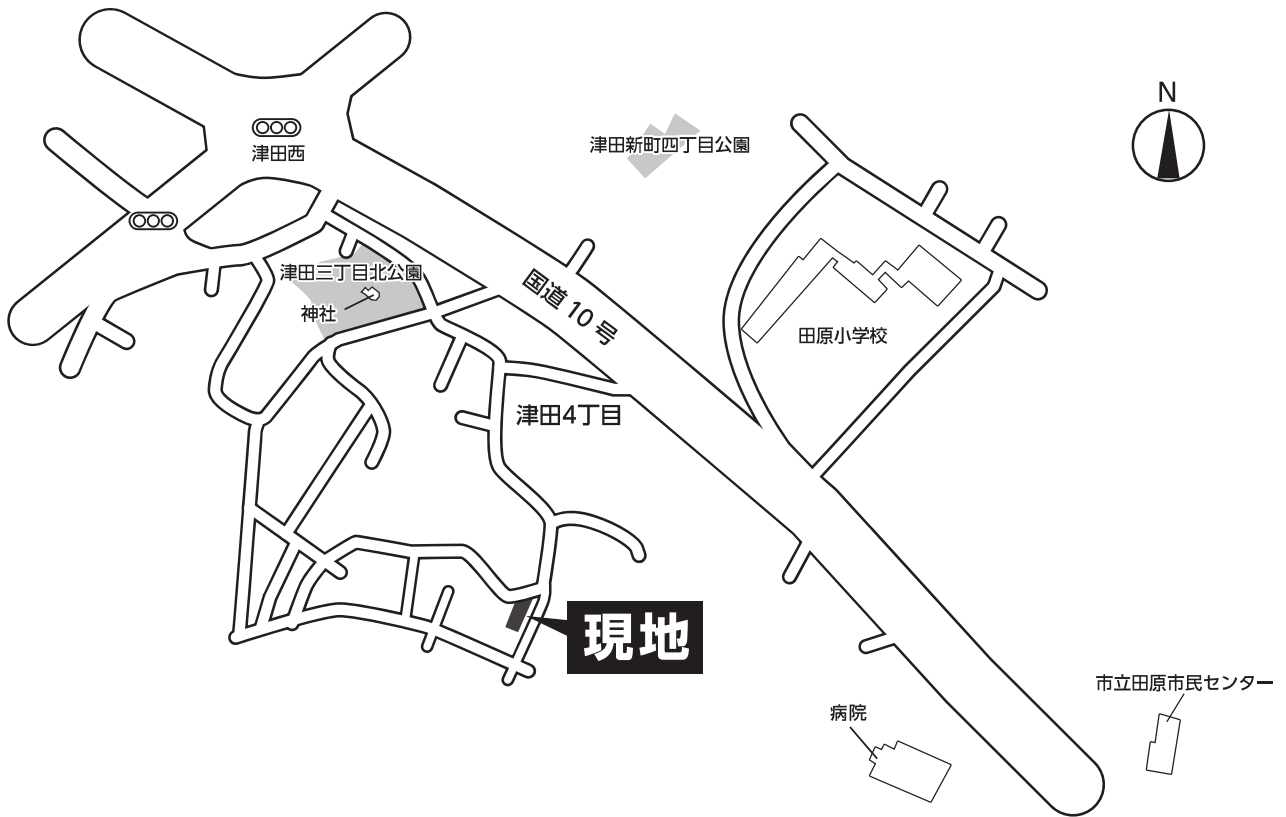 N
津田西
津田新町四丁目公園
津田三丁目北公園
神社
国道10号
田原小学校
津田4丁目
現地
病院
市立田原市民センター